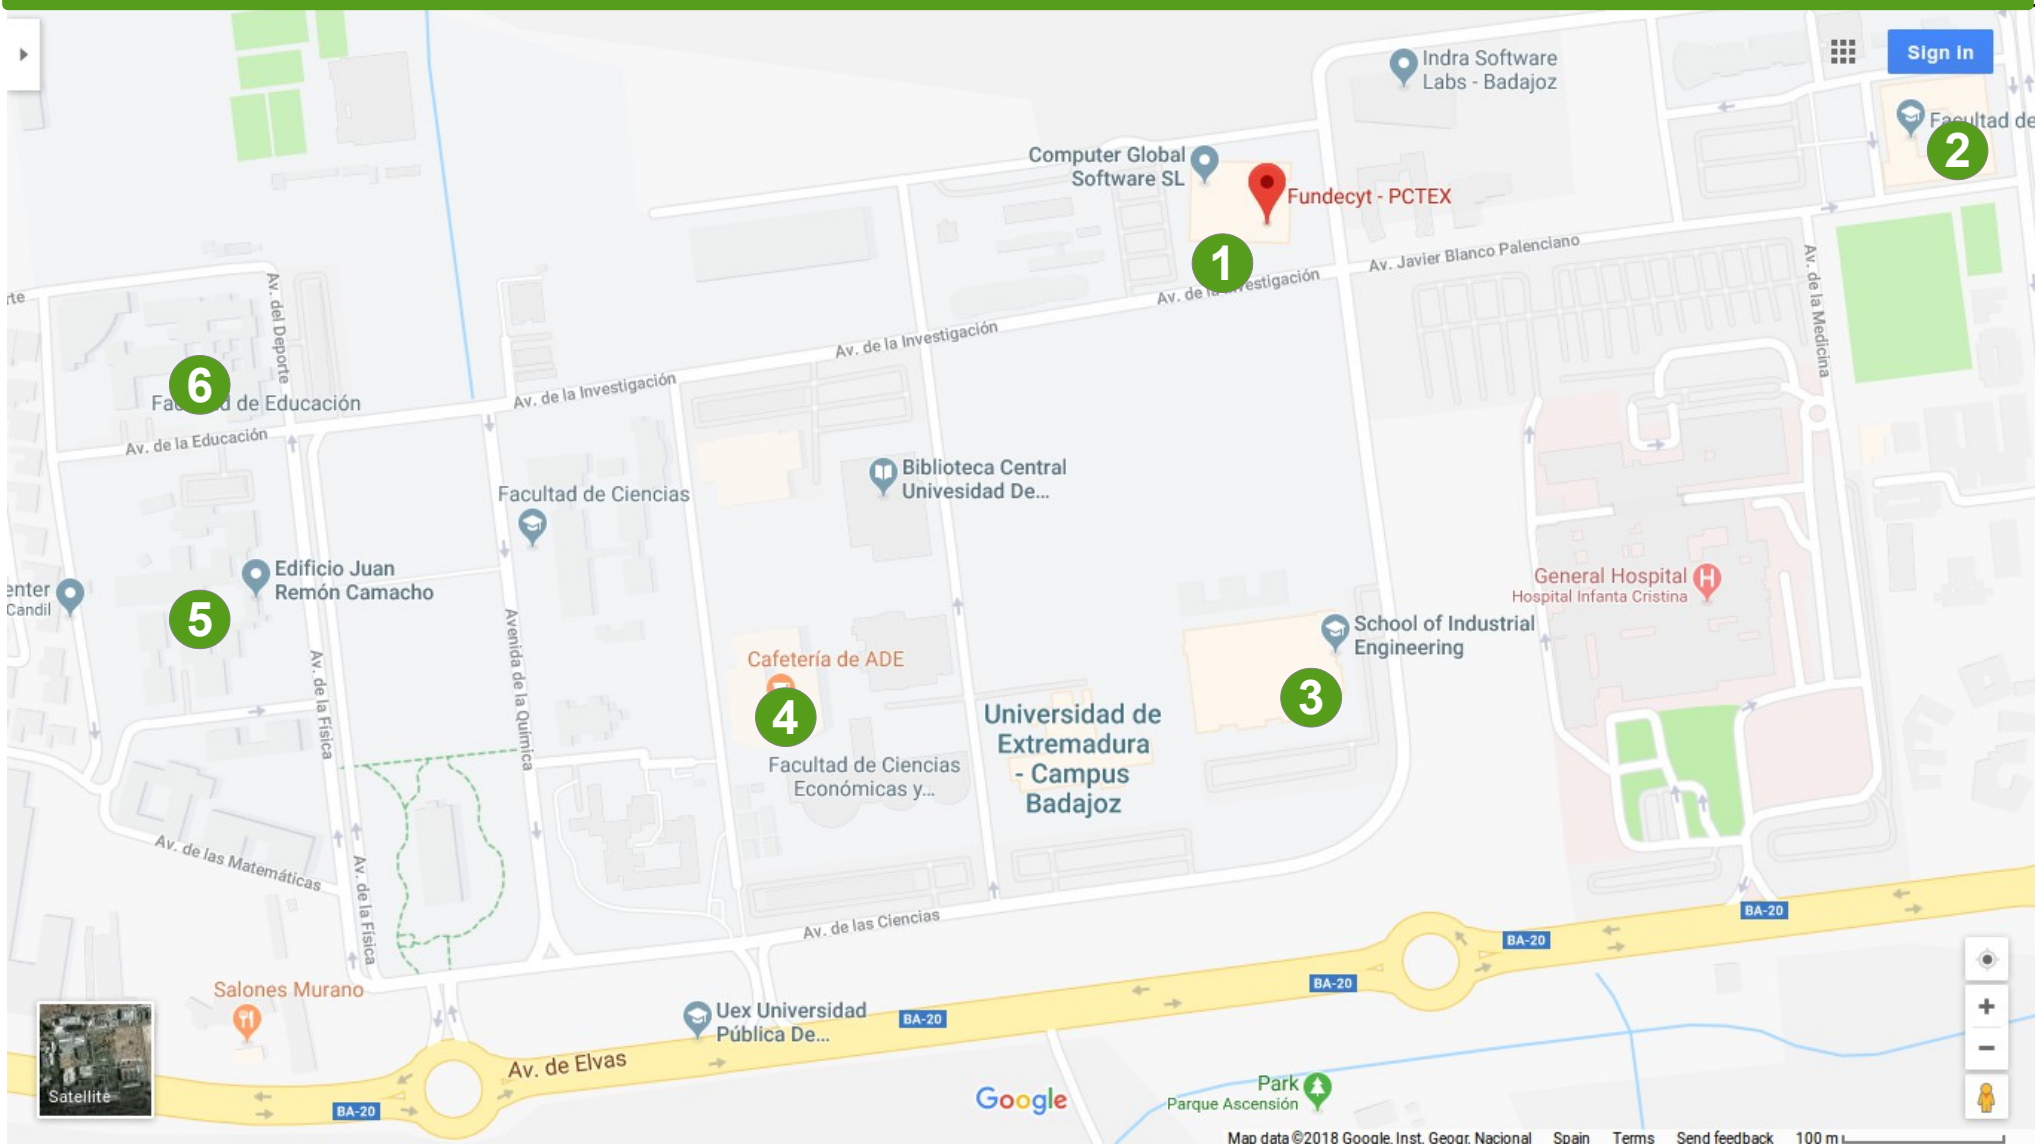 Indra Software
Labs - Badajoz
Sign in
Facultad de
2
Computer Global
Software SL
Fundecyt - PCTEX
1
Av. Javier Blanco Palenciano
Av. de la Medicina
Av. de la Investigación
Av. de la Investigación
Av. de la Investigación
rte
Av. del Deporte
6
Facultad de Educación
Av. de la Educación
Facultad de Ciencias
Biblioteca Central
Univesidad De...
Edificio Juan
Remón Camacho
enter
Candil
5
General Hospital
Hospital Infanta Cristina
H
School of Industrial
Engineering
3
Cafetería de ADE
4
Avenida de la Química
Av. de la Física
Universidad de
Extremadura
- Campus
Badajoz
Facultad de Ciencias
Económicas y...
Av. de las Matemáticas
Av. de la Física
Av. de las Ciencias
BA-20
BA-20
BA-20
Salones Murano
Uex Universidad
Pública De...
BA-20
Av. de Elvas
BA-20
Satellite
Google
Park
Parque Ascensión
Map data ©2018 Google, Inst. Geogr. Nacional Spain Terms Send feedback 100 m